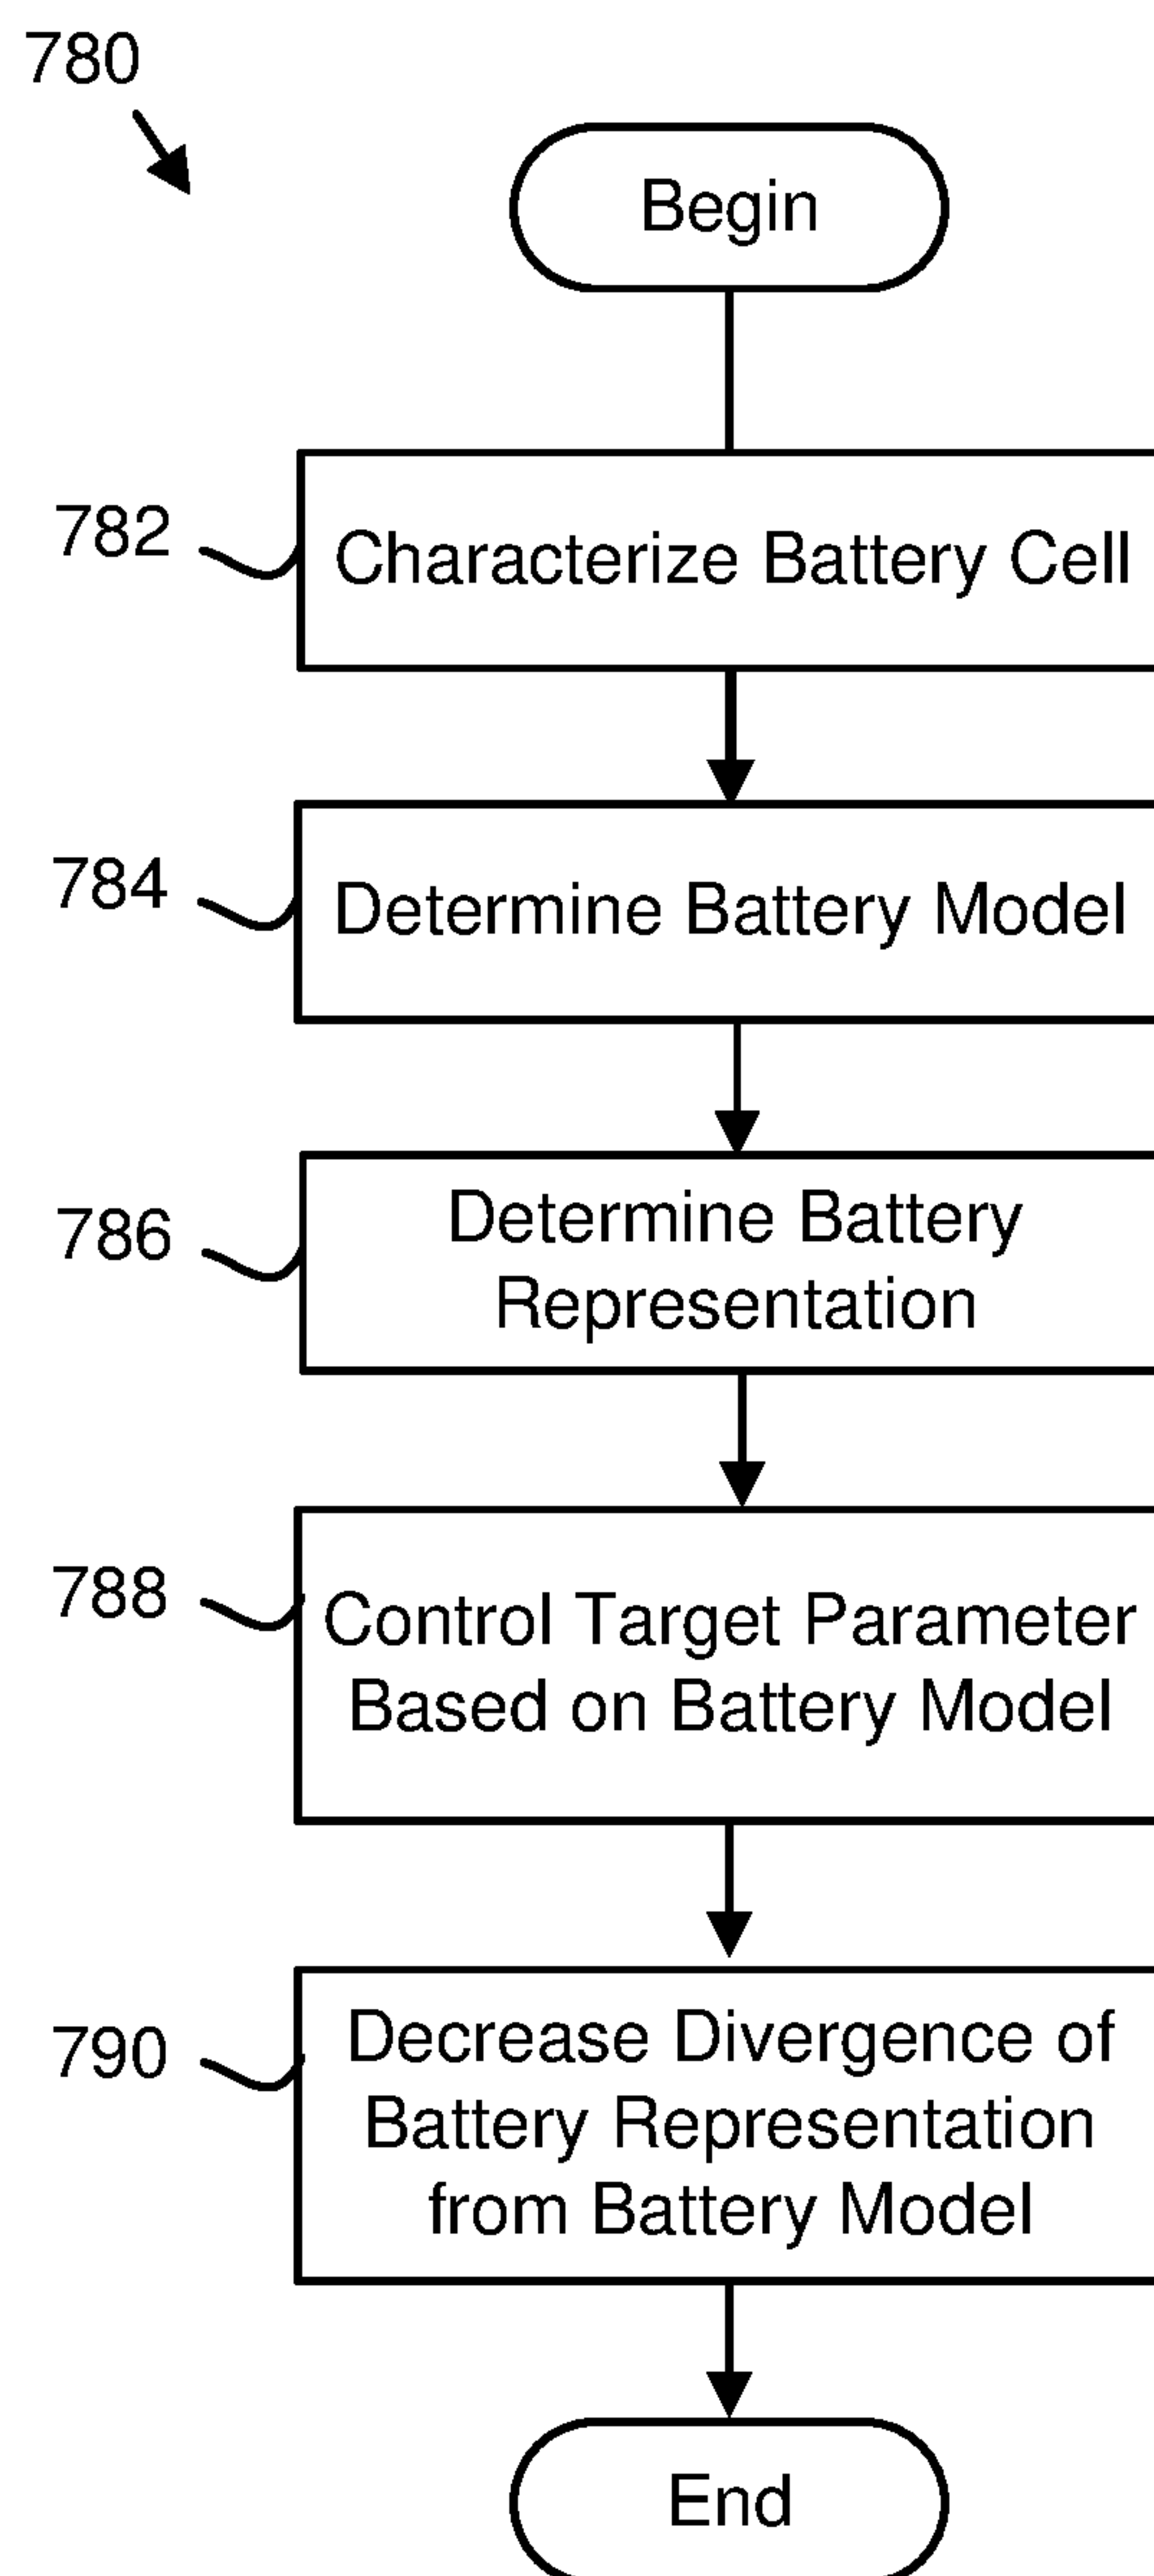 780
Begin
782
Characterize Battery Cell
784
Determine Battery Model
786
Determine Battery
Representation
788
Control Target Parameter
Based on Battery Model
790
Decrease Divergence of
Battery Representation
from Battery Model
End